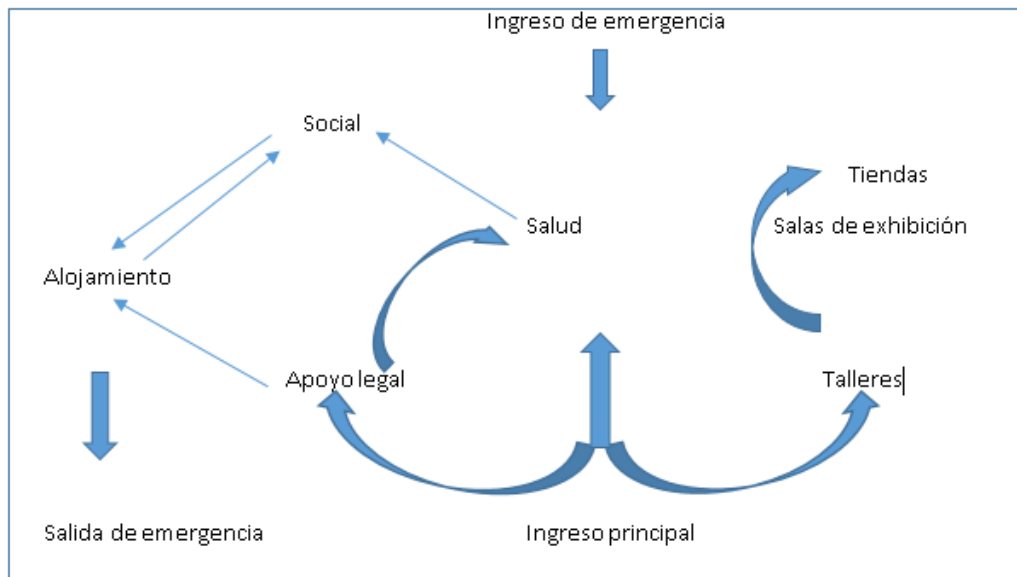 Ingreso de emergencia
Social
Tiendas
Salud
Salas de exhibición
Alojamiento
Apoyo legal
Talleres
Salida de emergencia
Ingreso principal